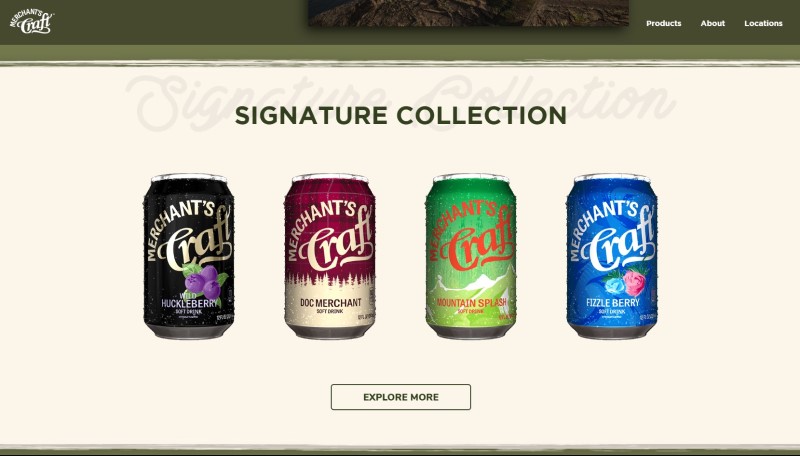 MERCHANT'S
Craft
Products
About
Locations
Signature Collection
SIGNATURE COLLECTION
MERCHANT'S
Craft
WILD
HUCKLEBERRY
SOFT DRINK
MERCHANT'S
Craft
DOC MERCHANT
SOFT DRINK
MERCHANT'S
Craft
MOUNTAIN SPLASH
SOFT DRINK
MERCHANT'S
Craft
FIZZLE BERRY
SOFT DRINK
EXPLORE MORE